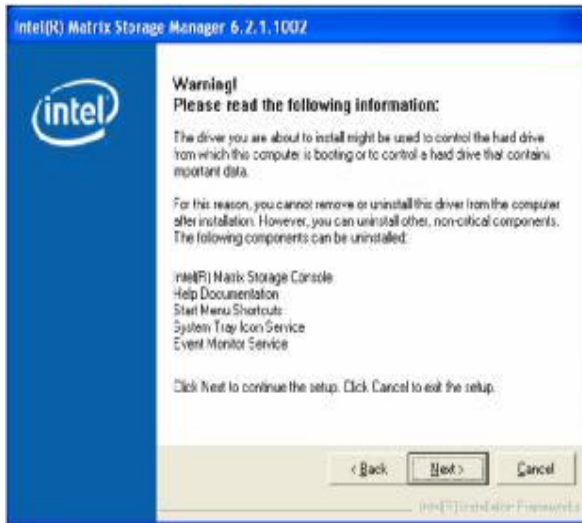 Intel(R) Matrix Storage Manager 6.2.1.1002
intel
Warning!
Please read the following information:
The driver you are about to install might be used to control the hard drive
from which this computer is booting or to control a hard drive that contains
important data.
For this reason, you cannot remove or uninstall this driver from the computer
after installation. However, you can uninstall other, non-critical components.
The following components can be uninstalled:
Intel(R) Matrix Storage Console
Help Documentation
Start Menu Shortcuts
System Tray Icon Service
Event Monitor Service
Click Next to continue the setup. Click Cancel to exit the setup.
< Back
Next >
Cancel
Intel(R) Installation Frameworks